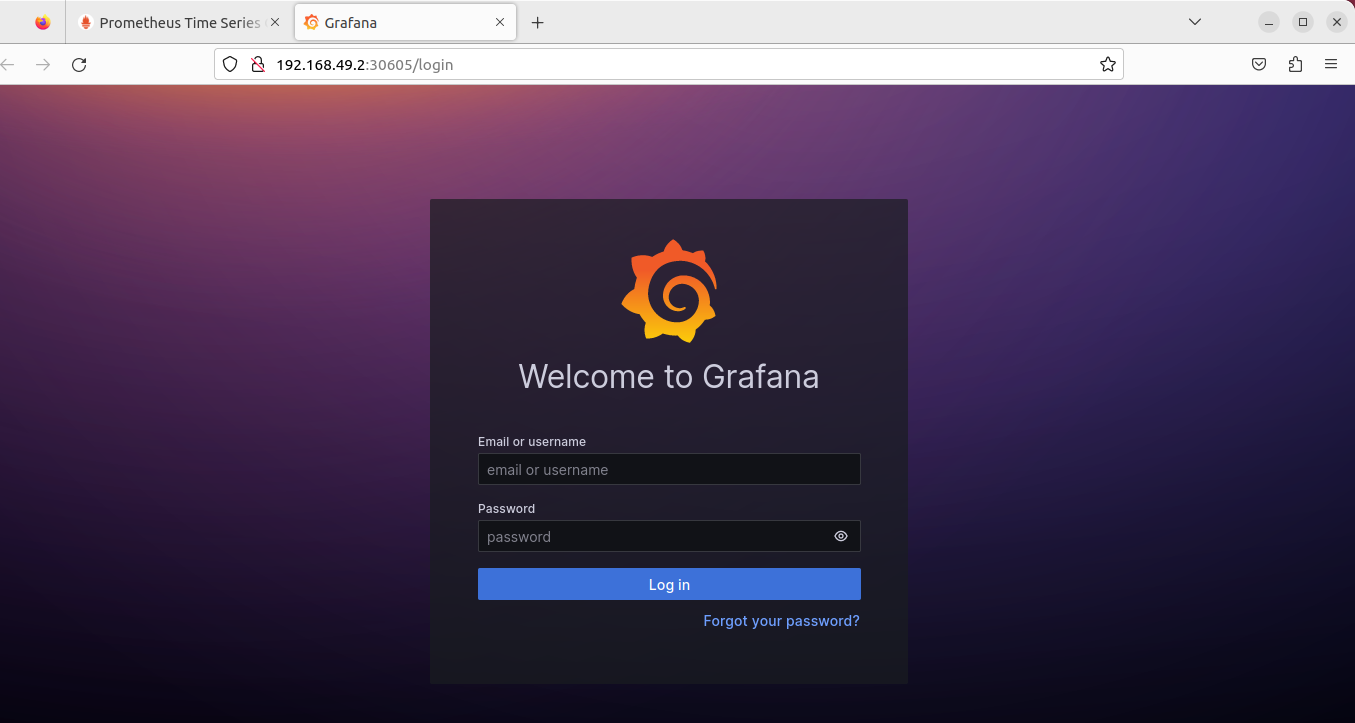 Prometheus Time Series
Grafana
192.168.49.2:30605/login
Welcome to Grafana
Email or username
email or username
Password
password
Log in
Forgot your password?